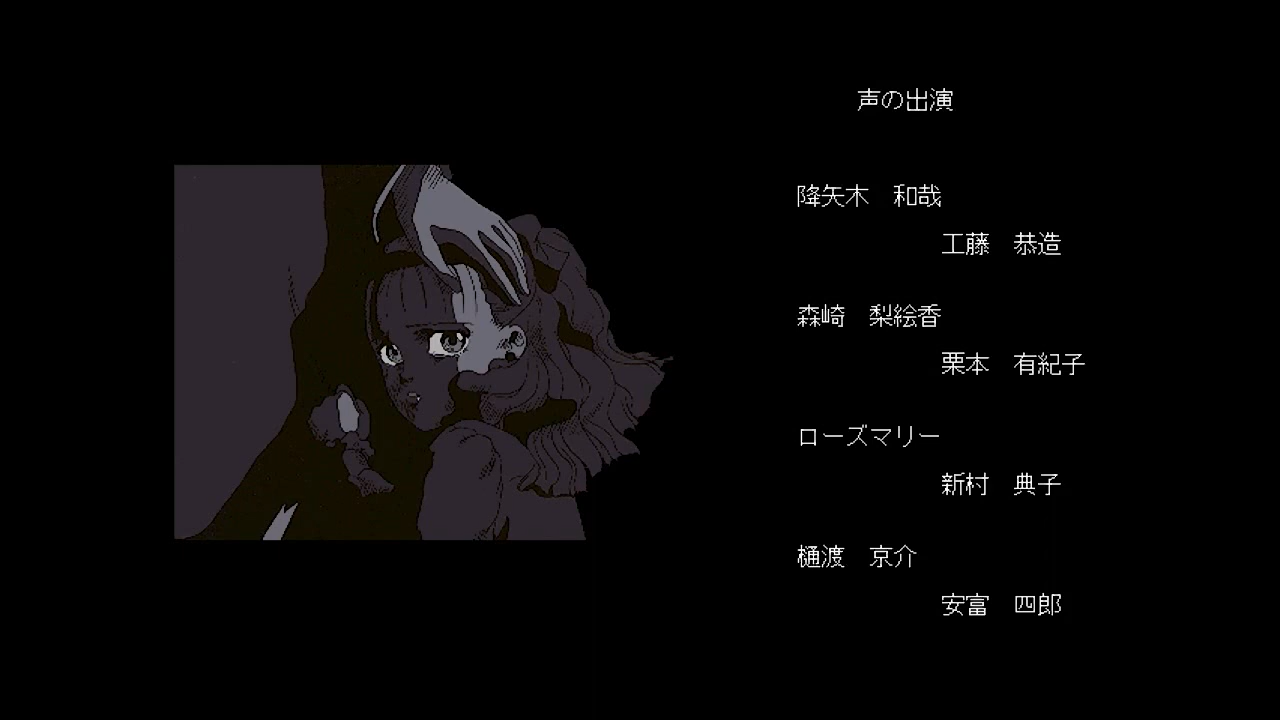 声の出演
降矢木　和哉
工藤　恭造
森崎　梨絵香
栗本　有紀子
ローズマリー
新村　典子
樋渡　京介
安富　四郎